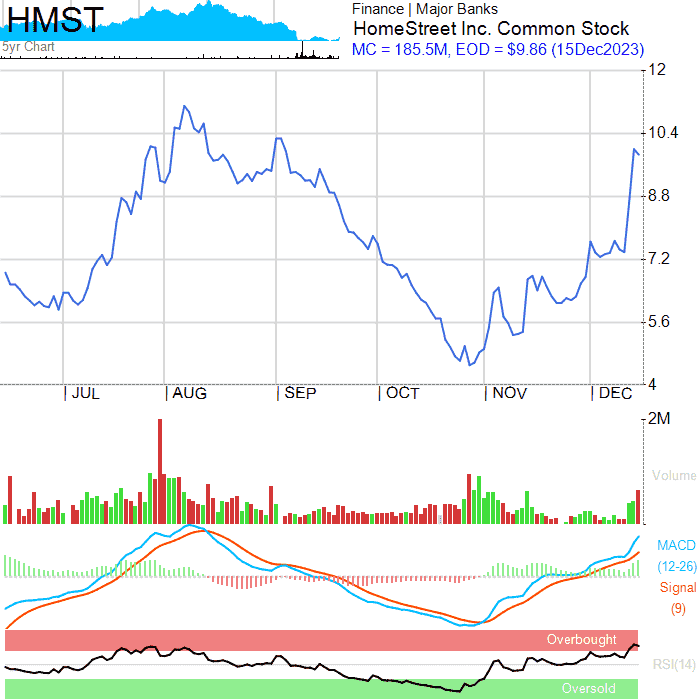 HMST
5yr Chart
Finance | Major Banks
HomeStreet Inc. Common Stock
MC = 185.5M, EOD = $9.86 (15Dec2023)
12
10.4
8.8
7.2
5.6
4
| JUL | AUG | SEP | OCT | NOV | DEC
2M
Volume
MACD
(12-26)
Signal
(9)
Overbought
RSI(14)
Oversold